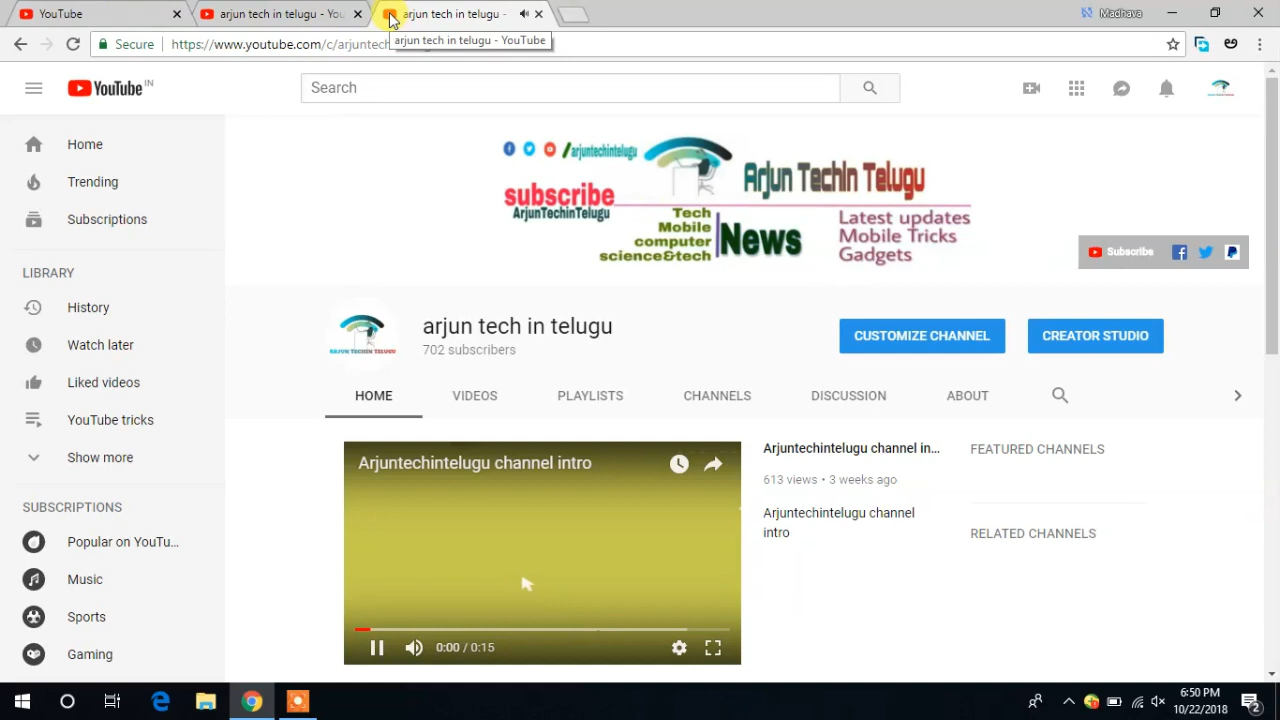 YouTube
arjun tech in telugu - You
arjun tech in telugu -
Madhava
Secure
https://www.youtube.com/c/arjuntech
arjun tech in telugu - YouTube
YouTube IN
Search
Home
Trending
Subscriptions
LIBRARY
History
Watch later
Liked videos
YouTube tricks
Show more
SUBSCRIPTIONS
Popular on YouTu...
Music
Sports
Gaming
/arjuntechintelugu
subscribe
ArjunTechinTelugu
Arjun TechIn Telugu
Tech
Mobile
computer
science&tech
News
Latest updates
Mobile Tricks
Gadgets
Subscribe
ARJUN TECHIN TELUGU
arjun tech in telugu
702 subscribers
CUSTOMIZE CHANNEL
CREATOR STUDIO
HOME
VIDEOS
PLAYLISTS
CHANNELS
DISCUSSION
ABOUT
Arjuntechintelugu channel intro
0:00 / 0:15
Arjuntechintelugu channel in...
613 views • 3 weeks ago
Arjuntechintelugu channel
intro
FEATURED CHANNELS
RELATED CHANNELS
6:50 PM
10/22/2018
2